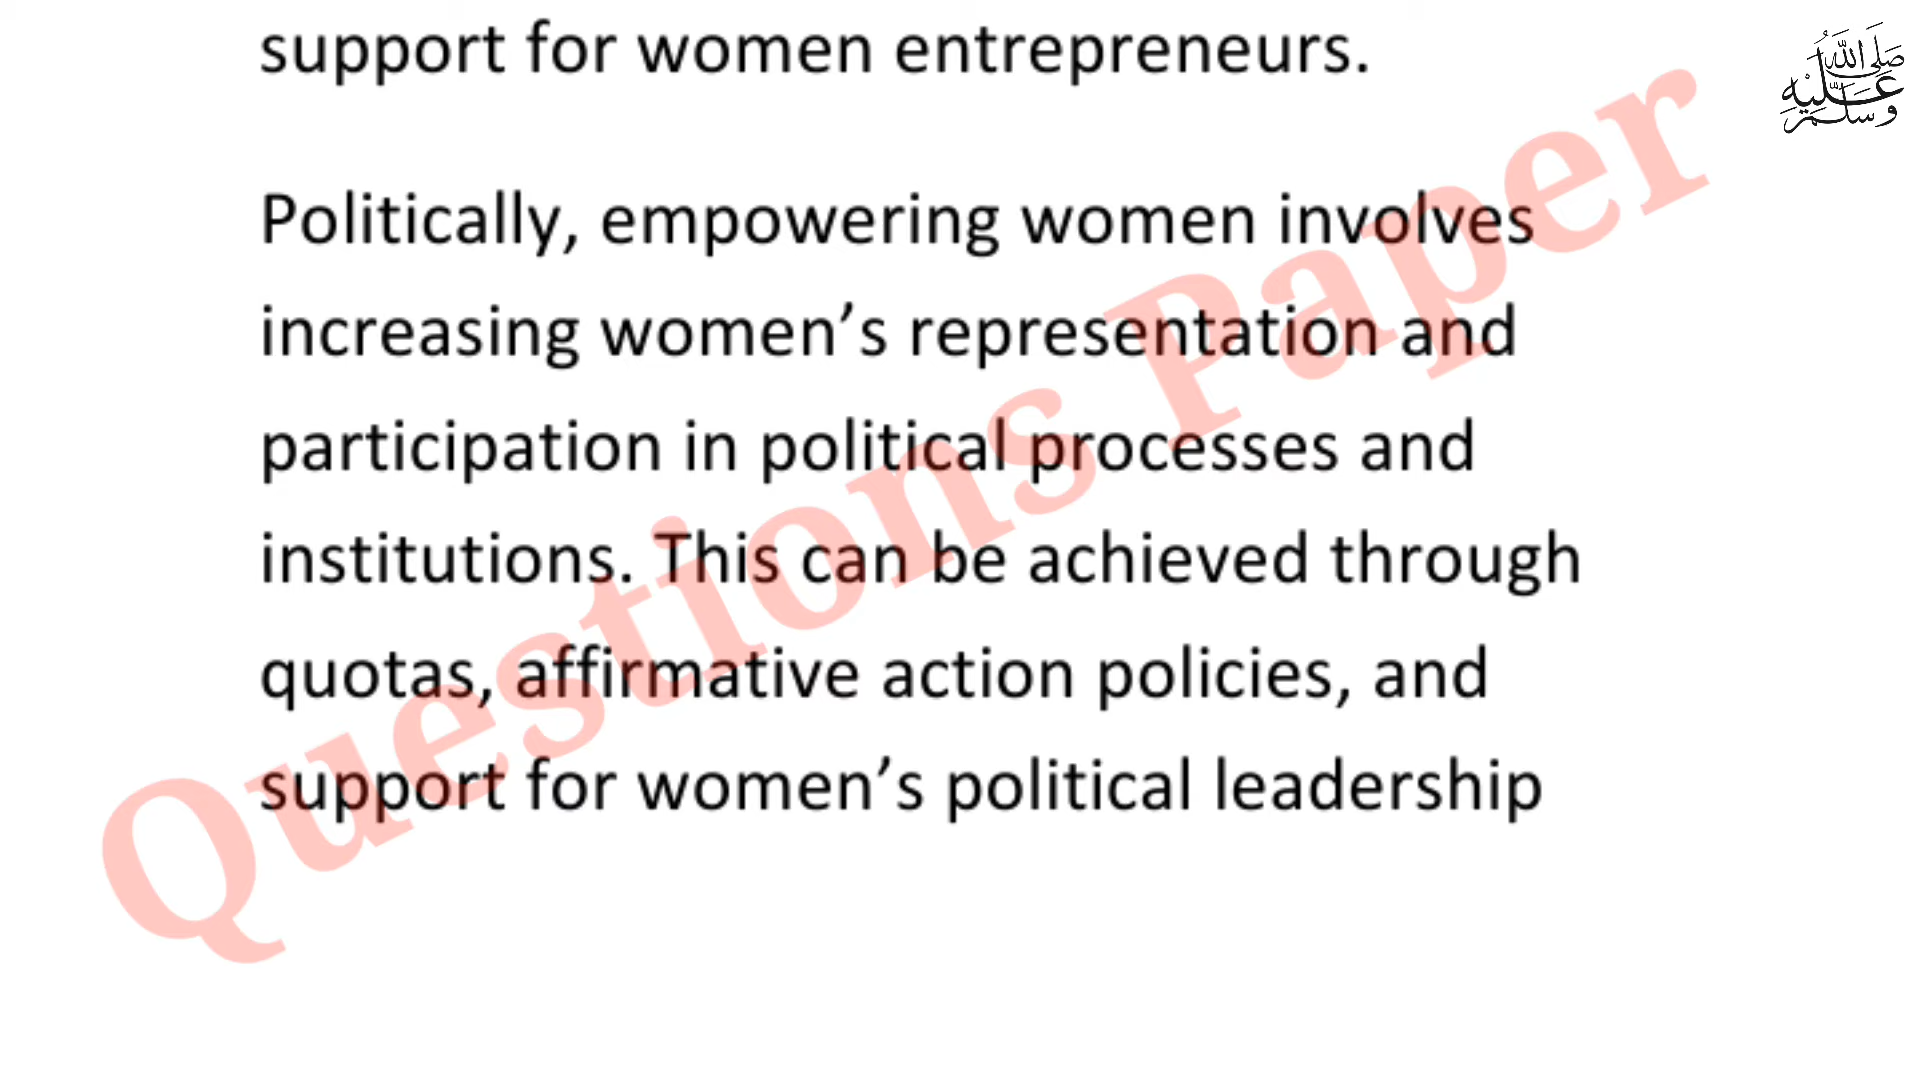 support for women entrepreneurs.
صلى الله
عليه
وسلم
Politically, empowering women involves
increasing women’s representation and
participation in political processes and
institutions. This can be achieved through
quotas, affirmative action policies, and
support for women’s political leadership
Questions Paper